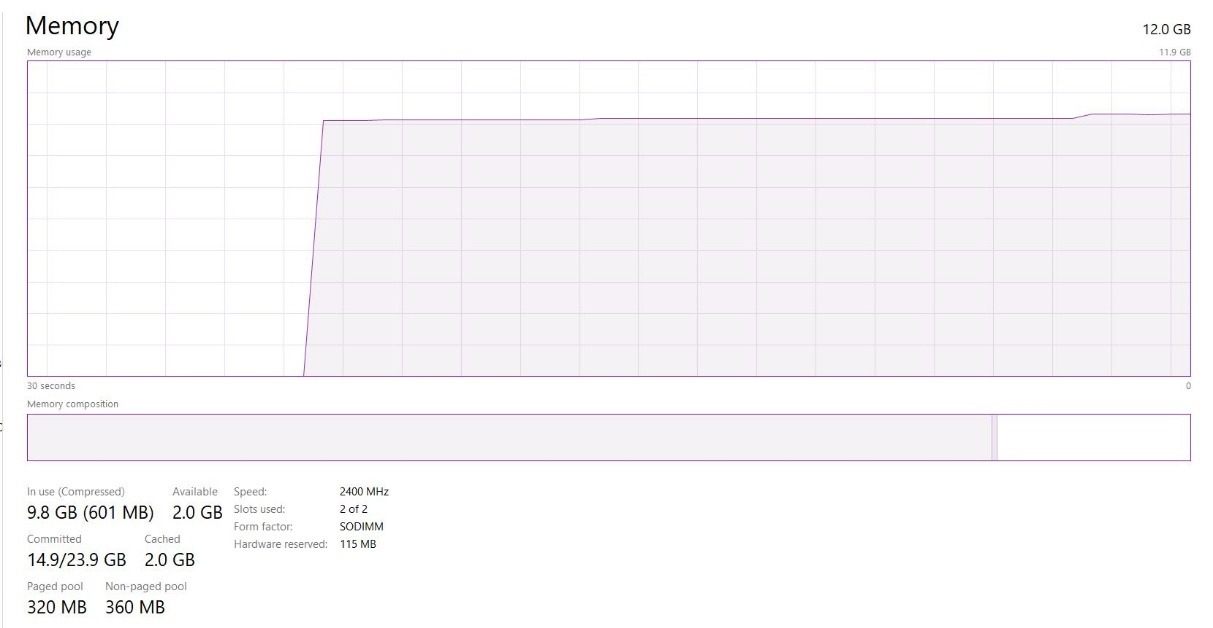 Memory 12.0 GB
Memory usage 11.9 GB
30 seconds 0
Memory composition
In use (Compressed) Available Speed: 2400 MHz
9.8 GB (601 MB) 2.0 GB Slots used: 2 of 2
Form factor: SODIMM
Committed Cached Hardware reserved: 115 MB
14.9/23.9 GB 2.0 GB
Paged pool Non-paged pool
320 MB 360 MB